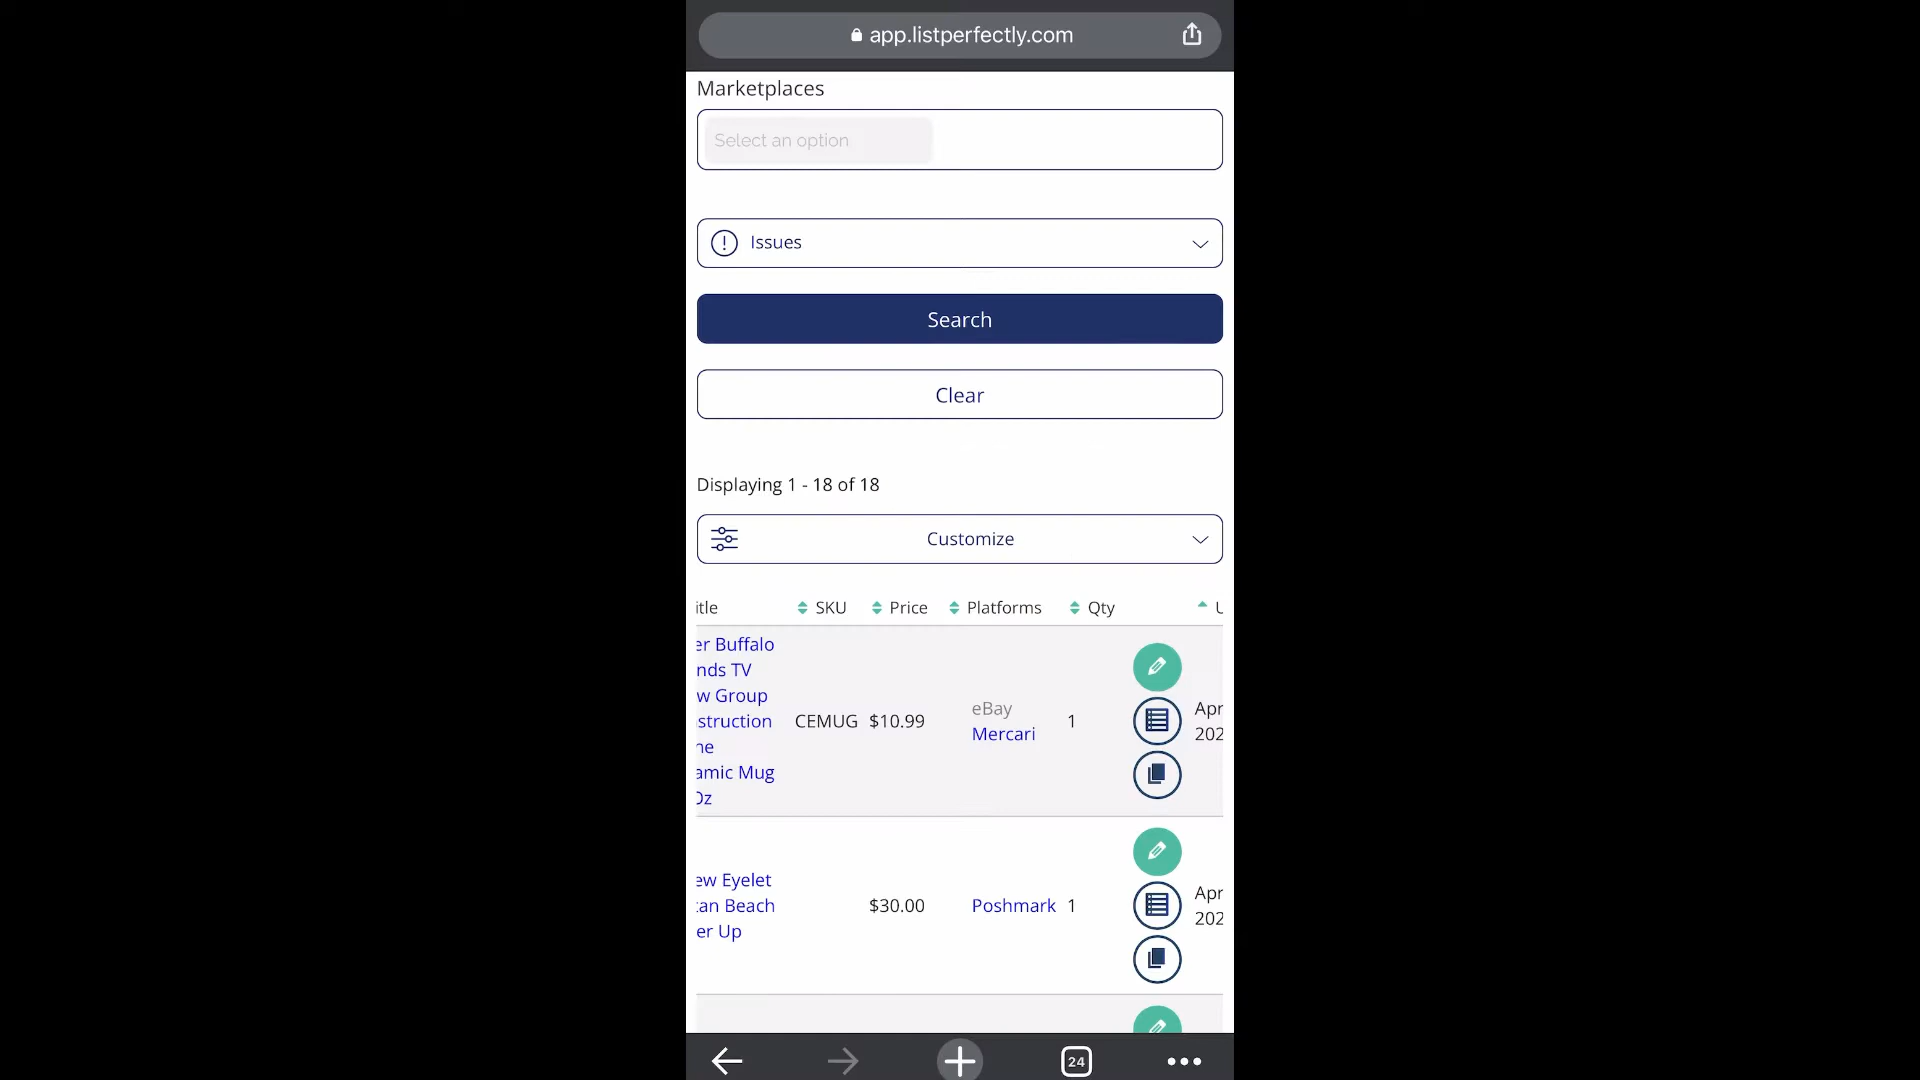 app.listperfectly.com
Marketplaces
Select an option
Issues
Search
Clear
Displaying 1 - 18 of 18
Customize
itle SKU Price Platforms Qty U
er Buffalo
nds TV
w Group
struction
ne
amic Mug
Oz
CEMUG $10.99
eBay
Mercari
1
Apr
202
ew Eyelet
tan Beach
er Up
$30.00
Poshmark 1
Apr
202
24